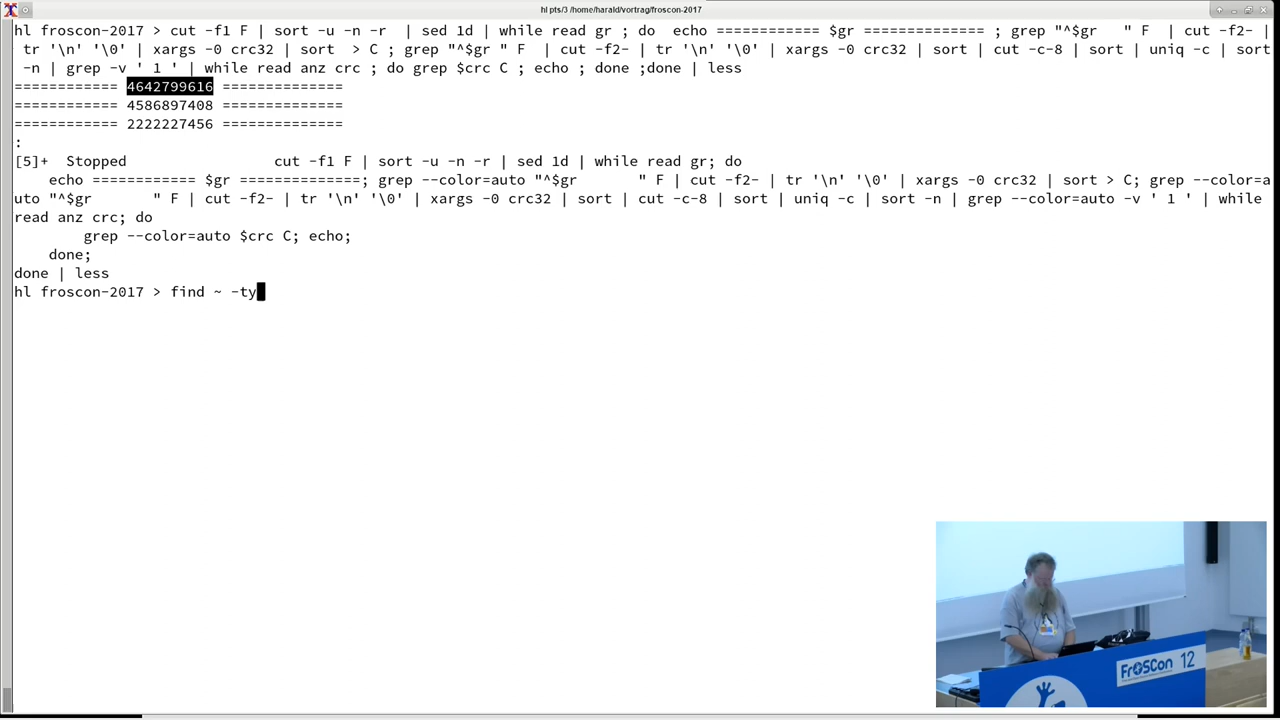 hl pts/3 /home/harald/vortrag/froscon-2017
hl froscon-2017 > cut -f1 F | sort -u -n -r  | sed 1d | while read gr ; do  echo ============ $gr ============== ; grep "^$gr	" F  | cut -f2- |
 tr '\n' '\0' | xargs -0 crc32 | sort  > C ; grep "^$gr	" F  | cut -f2- | tr '\n' '\0' | xargs -0 crc32 | sort | cut -c-8 | sort | uniq -c | sort
 -n | grep -v ' 1 ' | while read anz crc ; do grep $crc C ; echo ; done ;done | less
============ 4642799616 ==============
============ 4586897408 ==============
============ 2222227456 ==============
:
[5]+  Stopped                 cut -f1 F | sort -u -n -r | sed 1d | while read gr; do
    echo ============ $gr ==============; grep --color=auto "^$gr	" F | cut -f2- | tr '\n' '\0' | xargs -0 crc32 | sort > C; grep --color=a
uto "^$gr	" F | cut -f2- | tr '\n' '\0' | xargs -0 crc32 | sort | cut -c-8 | sort | uniq -c | sort -n | grep --color=auto -v ' 1 ' | while
read anz crc; do
        grep --color=auto $crc C; echo;
    done;
done | less
hl froscon-2017 > find ~ -ty
FrOSCon 12